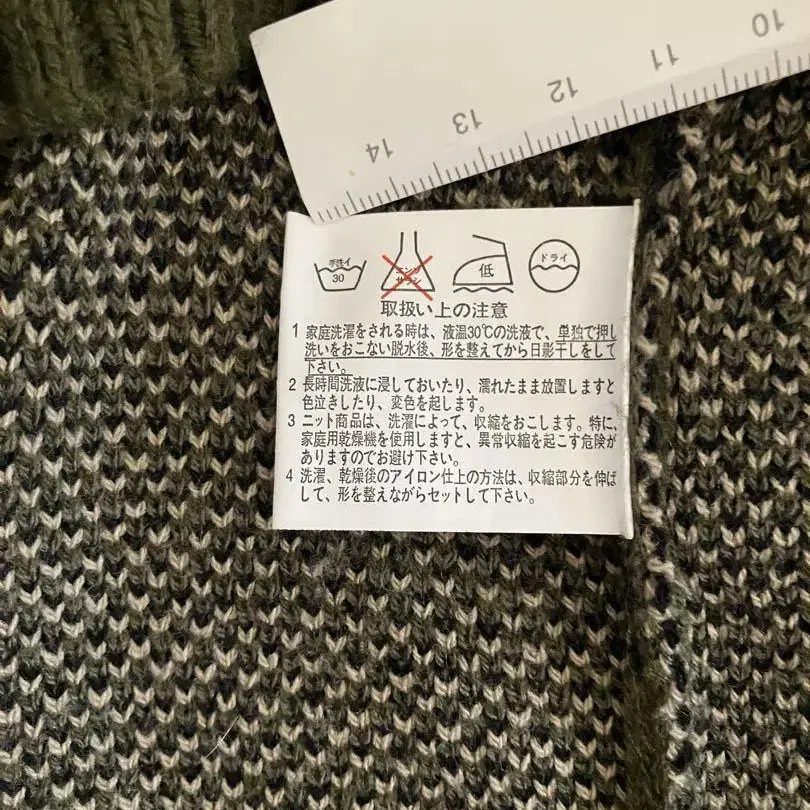 10
11
12
13
14
手洗イ
30
エンソ
サラシ
低
ドライ
取扱い上の注意
1 家庭洗濯をされる時は、液温30℃の洗液で、単独で押し
洗いをおこない脱水後、形を整えてから日影干しをして
下さい。
2 長時間洗液に浸しておいたり、濡れたまま放置しますと
色泣きしたり、変色を起します。
3 ニット商品は、洗濯によって、収縮をおこします。特に、
家庭用乾燥機を使用しますと、異常収縮を起こす危険が
ありますのでお避け下さい。
4 洗濯、乾燥後のアイロン仕上の方法は、収縮部分を伸ば
して、形を整えながらセットして下さい。